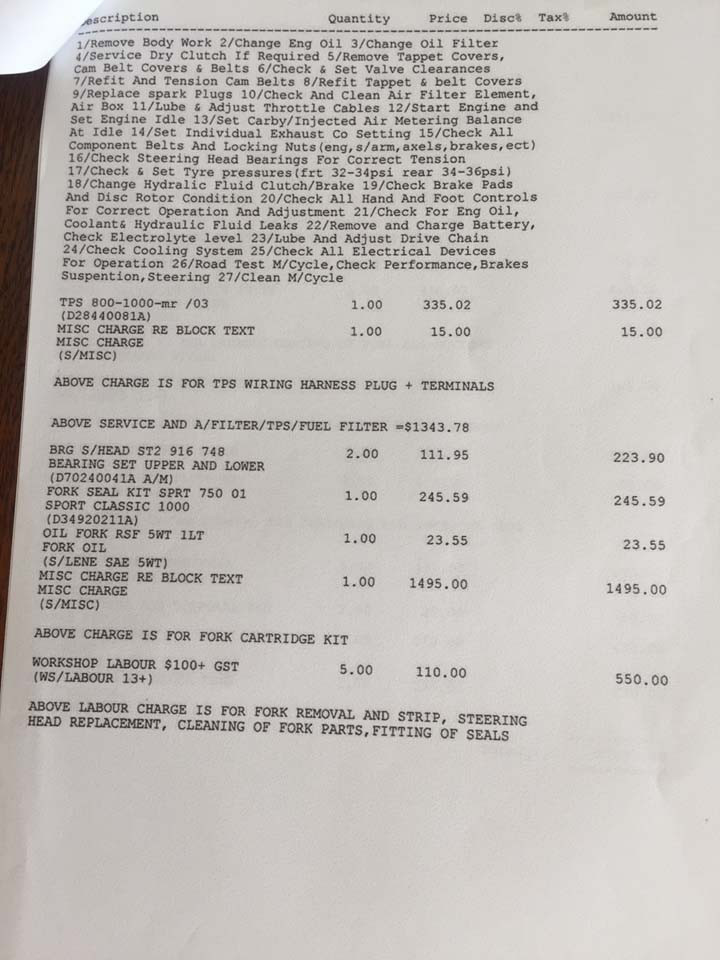 escription Quantity Price Disc% Tax% Amount
1/Remove Body Work 2/Change Eng Oil 3/Change Oil Filter
4/Service Dry Clutch If Required 5/Remove Tappet Covers,
Cam Belt Covers & Belts 6/Check & Set Valve Clearances
7/Refit And Tension Cam Belts 8/Refit Tappet & belt Covers
9/Replace spark Plugs 10/Check And Clean Air Filter Element,
Air Box 11/Lube & Adjust Throttle Cables 12/Start Engine and
Set Engine Idle 13/Set Carby/Injected Air Metering Balance
At Idle 14/Set Individual Exhaust Co Setting 15/Check All
Component Belts And Locking Nuts(eng,s/arm,axels,brakes,ect)
16/Check Steering Head Bearings For Correct Tension
17/Check & Set Tyre pressures(frt 32-34psi rear 34-36psi)
18/Change Hydralic Fluid Clutch/Brake 19/Check Brake Pads
And Disc Rotor Condition 20/Check All Hand And Foot Controls
For Correct Operation And Adjustment 21/Check For Eng Oil,
Coolant& Hydraulic Fluid Leaks 22/Remove and Charge Battery,
Check Electrolyte level 23/Lube And Adjust Drive Chain
24/Check Cooling System 25/Check All Electrical Devices
For Operation 26/Road Test M/Cycle,Check Performance,Brakes
Suspention,Steering 27/Clean M/Cycle
TPS 800-1000-mr /03 1.00 335.02 335.02
(D28440081A)
MISC CHARGE RE BLOCK TEXT 1.00 15.00 15.00
MISC CHARGE
(S/MISC)
ABOVE CHARGE IS FOR TPS WIRING HARNESS PLUG + TERMINALS
ABOVE SERVICE AND A/FILTER/TPS/FUEL FILTER =$1343.78
BRG S/HEAD ST2 916 748 2.00 111.95 223.90
BEARING SET UPPER AND LOWER
(D70240041A A/M)
FORK SEAL KIT SPRT 750 01 1.00 245.59 245.59
SPORT CLASSIC 1000
(D34920211A)
OIL FORK RSF 5WT 1LT 1.00 23.55 23.55
FORK OIL
(S/LENE SAE 5WT)
MISC CHARGE RE BLOCK TEXT 1.00 1495.00 1495.00
MISC CHARGE
(S/MISC)
ABOVE CHARGE IS FOR FORK CARTRIDGE KIT
WORKSHOP LABOUR $100+ GST 5.00 110.00 550.00
(WS/LABOUR 13+)
ABOVE LABOUR CHARGE IS FOR FORK REMOVAL AND STRIP, STEERING
HEAD REPLACEMENT, CLEANING OF FORK PARTS,FITTING OF SEALS